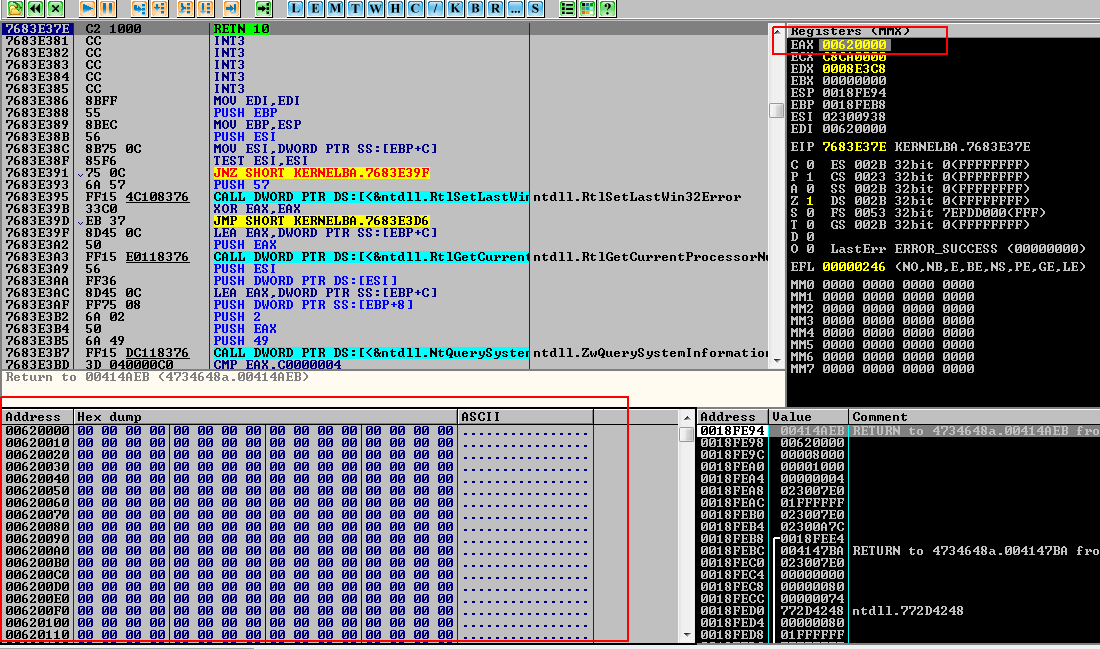 L E M T W H C / K B R ... S ?
7683E37E C2 1000 RETN 10
7683E381 CC INT3
7683E382 CC INT3
7683E383 CC INT3
7683E384 CC INT3
7683E385 CC INT3
7683E386 8BFF MOV EDI,EDI
7683E388 55 PUSH EBP
7683E389 8BEC MOV EBP,ESP
7683E38B 56 PUSH ESI
7683E38C 8B75 0C MOV ESI,DWORD PTR SS:[EBP+C]
7683E38F 85F6 TEST ESI,ESI
7683E391 75 0C JNZ SHORT KERNELBA.7683E39F
7683E393 6A 57 PUSH 57
7683E395 FF15 4C108376 CALL DWORD PTR DS:[<&ntdll.RtlSetLastWin ntdll.RtlSetLastWin32Error
7683E39B 33C0 XOR EAX,EAX
7683E39D EB 37 JMP SHORT KERNELBA.7683E3D6
7683E39F 8D45 0C LEA EAX,DWORD PTR SS:[EBP+C]
7683E3A2 50 PUSH EAX
7683E3A3 FF15 E0118376 CALL DWORD PTR DS:[<&ntdll.RtlGetCurrent ntdll.RtlGetCurrentProcessorNu
7683E3A9 56 PUSH ESI
7683E3AA FF36 PUSH DWORD PTR DS:[ESI]
7683E3AC 8D45 0C LEA EAX,DWORD PTR SS:[EBP+C]
7683E3AF FF75 08 PUSH DWORD PTR SS:[EBP+8]
7683E3B2 6A 02 PUSH 2
7683E3B4 50 PUSH EAX
7683E3B5 6A 49 PUSH 49
7683E3B7 FF15 DC118376 CALL DWORD PTR DS:[<&ntdll.NtQuerySyste ntdll.ZwQuerySystemInformation
7683E3BD 3D 040000C0 CMP EAX,C0000004
Return to 00414AEB (4734648a.00414AEB)
Registers (MMX)
EAX 00620000
ECX C8CA0000
EDX 0008E3C8
EBX 00000000
ESP 0018FE94
EBP 0018FEB8
ESI 02300938
EDI 00620000
EIP 7683E37E KERNELBA.7683E37E
C 0 ES 002B 32bit 0(FFFFFFFF)
P 1 CS 0023 32bit 0(FFFFFFFF)
A 0 SS 002B 32bit 0(FFFFFFFF)
Z 1 DS 002B 32bit 0(FFFFFFFF)
S 0 FS 0053 32bit 7EFDD000(FFF)
T 0 GS 002B 32bit 0(FFFFFFFF)
D 0
O 0 LastErr ERROR_SUCCESS (00000000)
EFL 00000246 (NO,NB,E,BE,NS,PE,GE,LE)
MM0 0000 0000 0000 0000
MM1 0000 0000 0000 0000
MM2 0000 0000 0000 0000
MM3 0000 0000 0000 0000
MM4 0000 0000 0000 0000
MM5 0000 0000 0000 0000
MM6 0000 0000 0000 0000
MM7 0000 0000 0000 0000
Address Hex dump ASCII
00620000 00 00 00 00 00 00 00 00 00 00 00 00 00 00 00 00 ................
00620010 00 00 00 00 00 00 00 00 00 00 00 00 00 00 00 00 ................
00620020 00 00 00 00 00 00 00 00 00 00 00 00 00 00 00 00 ................
00620030 00 00 00 00 00 00 00 00 00 00 00 00 00 00 00 00 ................
00620040 00 00 00 00 00 00 00 00 00 00 00 00 00 00 00 00 ................
00620050 00 00 00 00 00 00 00 00 00 00 00 00 00 00 00 00 ................
00620060 00 00 00 00 00 00 00 00 00 00 00 00 00 00 00 00 ................
00620070 00 00 00 00 00 00 00 00 00 00 00 00 00 00 00 00 ................
00620080 00 00 00 00 00 00 00 00 00 00 00 00 00 00 00 00 ................
00620090 00 00 00 00 00 00 00 00 00 00 00 00 00 00 00 00 ................
006200A0 00 00 00 00 00 00 00 00 00 00 00 00 00 00 00 00 ................
006200B0 00 00 00 00 00 00 00 00 00 00 00 00 00 00 00 00 ................
006200C0 00 00 00 00 00 00 00 00 00 00 00 00 00 00 00 00 ................
006200D0 00 00 00 00 00 00 00 00 00 00 00 00 00 00 00 00 ................
006200E0 00 00 00 00 00 00 00 00 00 00 00 00 00 00 00 00 ................
006200F0 00 00 00 00 00 00 00 00 00 00 00 00 00 00 00 00 ................
00620100 00 00 00 00 00 00 00 00 00 00 00 00 00 00 00 00 ................
00620110 00 00 00 00 00 00 00 00 00 00 00 00 00 00 00 00 ................
Address Value Comment
0018FE94 00414AEB RETURN to 4734648a.00414AEB fro
0018FE98 00620000
0018FE9C 00008000
0018FEA0 00001000
0018FEA4 00000004
0018FEA8 023007E0
0018FEAC 01FFFFFF
0018FEB0 023007E0
0018FEB4 02300A7C
0018FEB8 0018FEE4
0018FEBC 004147BA RETURN to 4734648a.004147BA fro
0018FEC0 023007E0
0018FEC4 00000000
0018FEC8 00000080
0018FECC 00000074
0018FED0 772D4248 ntdll.772D4248
0018FED4 00000080
0018FED8 01FFFFFF